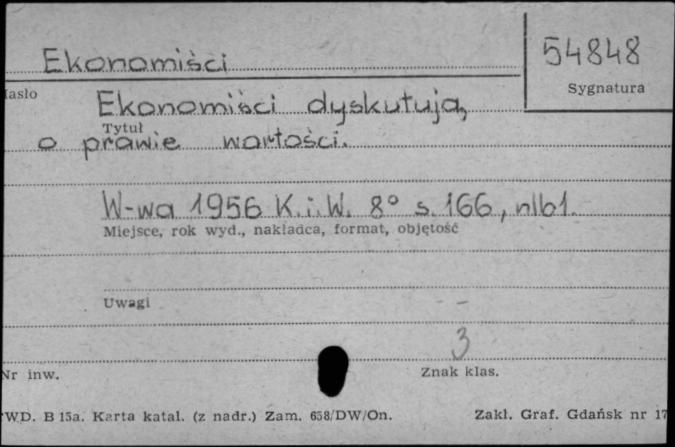 Ekonomiści
54848
Sygnatura
Hasło
Ekonomiści dyskutują
Tytuł
o prawie wartości.
W-wa 1956 K.i.W. 8° s. 166, nlb1.
Miejsce, rok wyd., nakładca, format, objętość
Uwagi -
3
Nr inw. Znak klas.
PWD. B 15a. Karta katal. (z nadr.) Zam. 658/DW/On. Zakł. Graf. Gdańsk nr 17